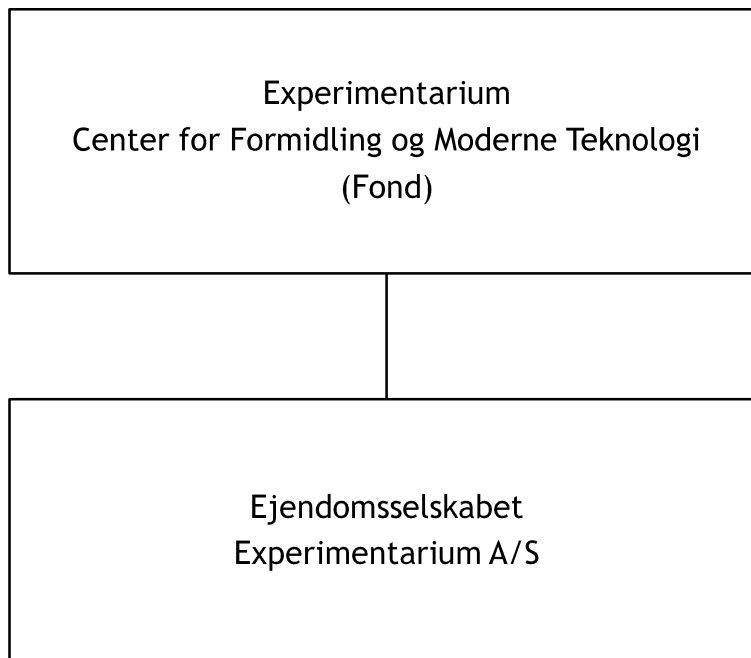 Experimentarium
Center for Formidling og Moderne Teknologi
(Fond)
Ejendomsselskabet
Experimentarium A/S